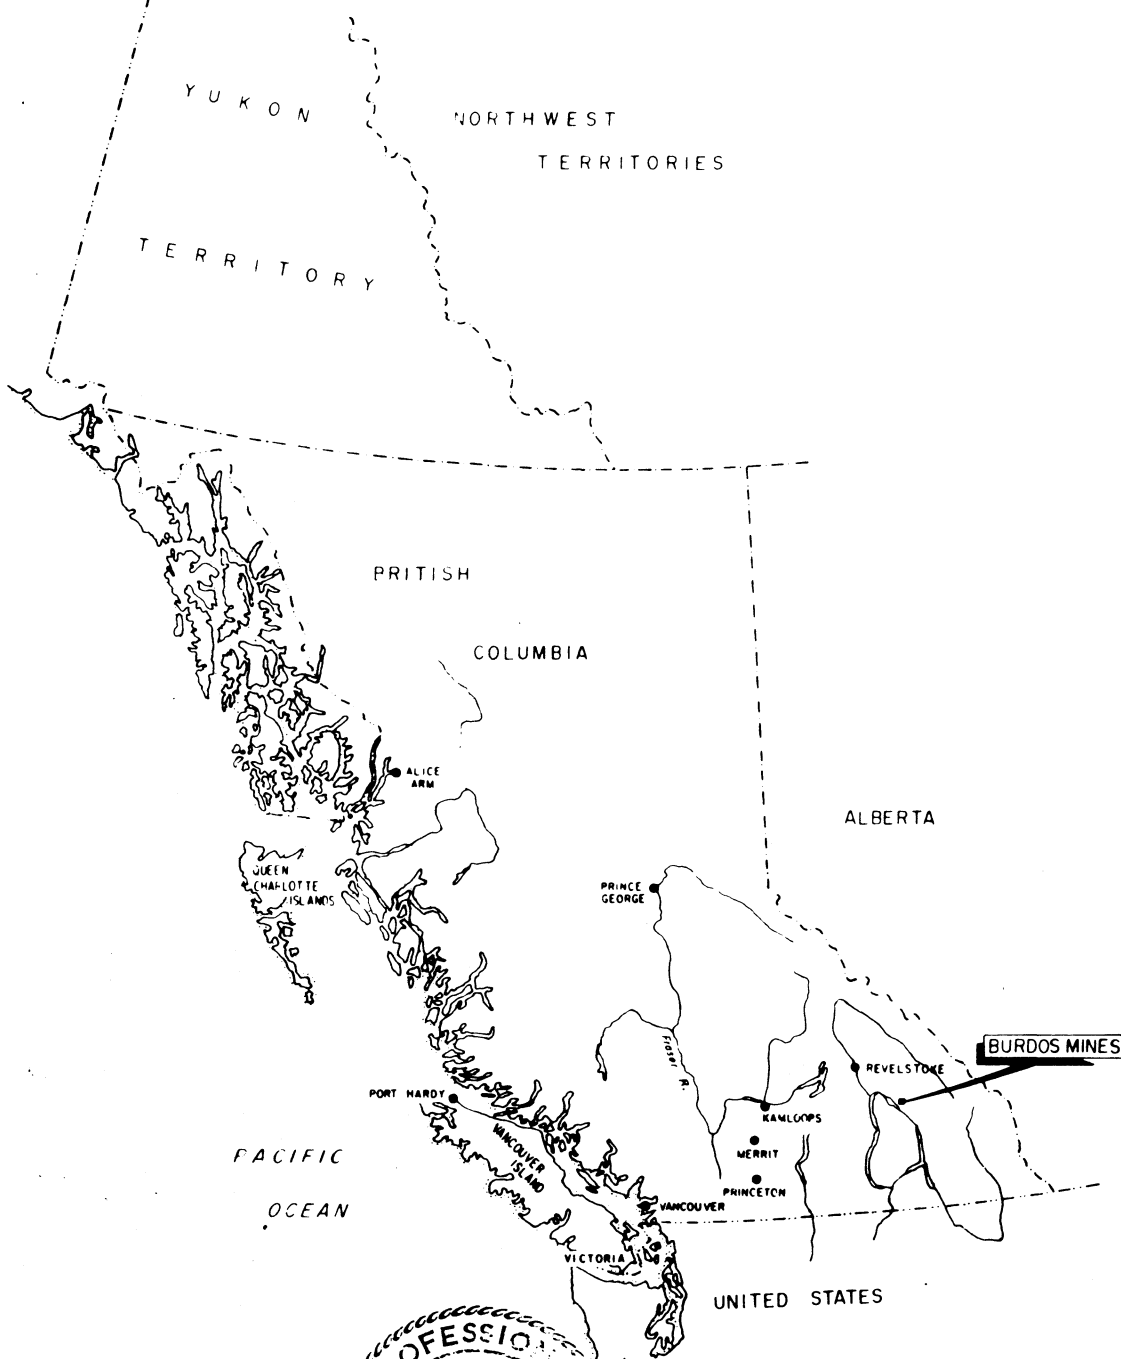 YUKON
NORTHWEST
TERRITORIES
TERRITORY
PRITISH
COLUMBIA
ALICE
ARM
ALBERTA
QUEEN
CHARLOTTE
ISLANDS
PRINCE
GEORGE
Fraser R.
BURDOS MINES
REVELSTOKE
PORT HARDY
KAMLOOPS
VANCOUVER
ISLAND
MERRIT
PACIFIC
OCEAN
PRINCETON
VANCOUVER
VICTORIA
UNITED STATES
OFESSIO